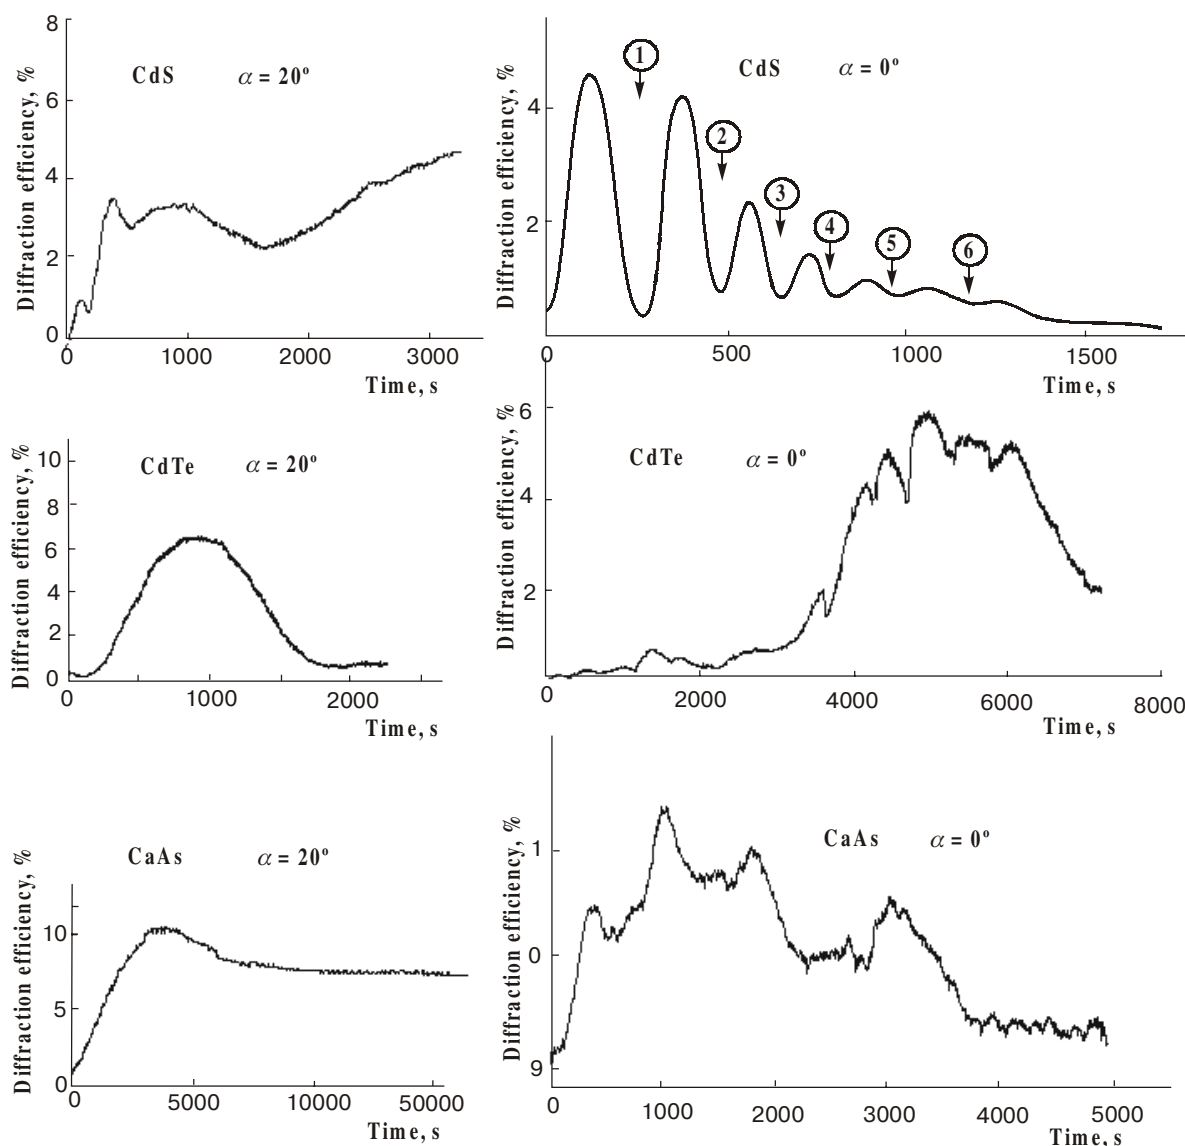 Diffraction efficiency, %
8
6
4
2
0
CdS α = 20º
0 1000 2000 3000
Time, s
Diffraction efficiency, %
4
2
CdS α = 0º
1
2
3
4
5
6
0 500 1000 1500
Time, s
Diffraction efficiency, %
10
8
6
4
2
0
CdTe α = 20º
0 1000 2000
Time, s
Diffraction efficiency, %
6
4
2
CdTe α = 0º
0 2000 4000 6000 8000
Time, s
Diffraction efficiency, %
10
5
0
CaAs α = 20º
0 5000 10000 50000
Time, s
Diffraction efficiency, %
1
0
9
CaAs α = 0º
0 1000 2000 3000 4000 5000
Time, s